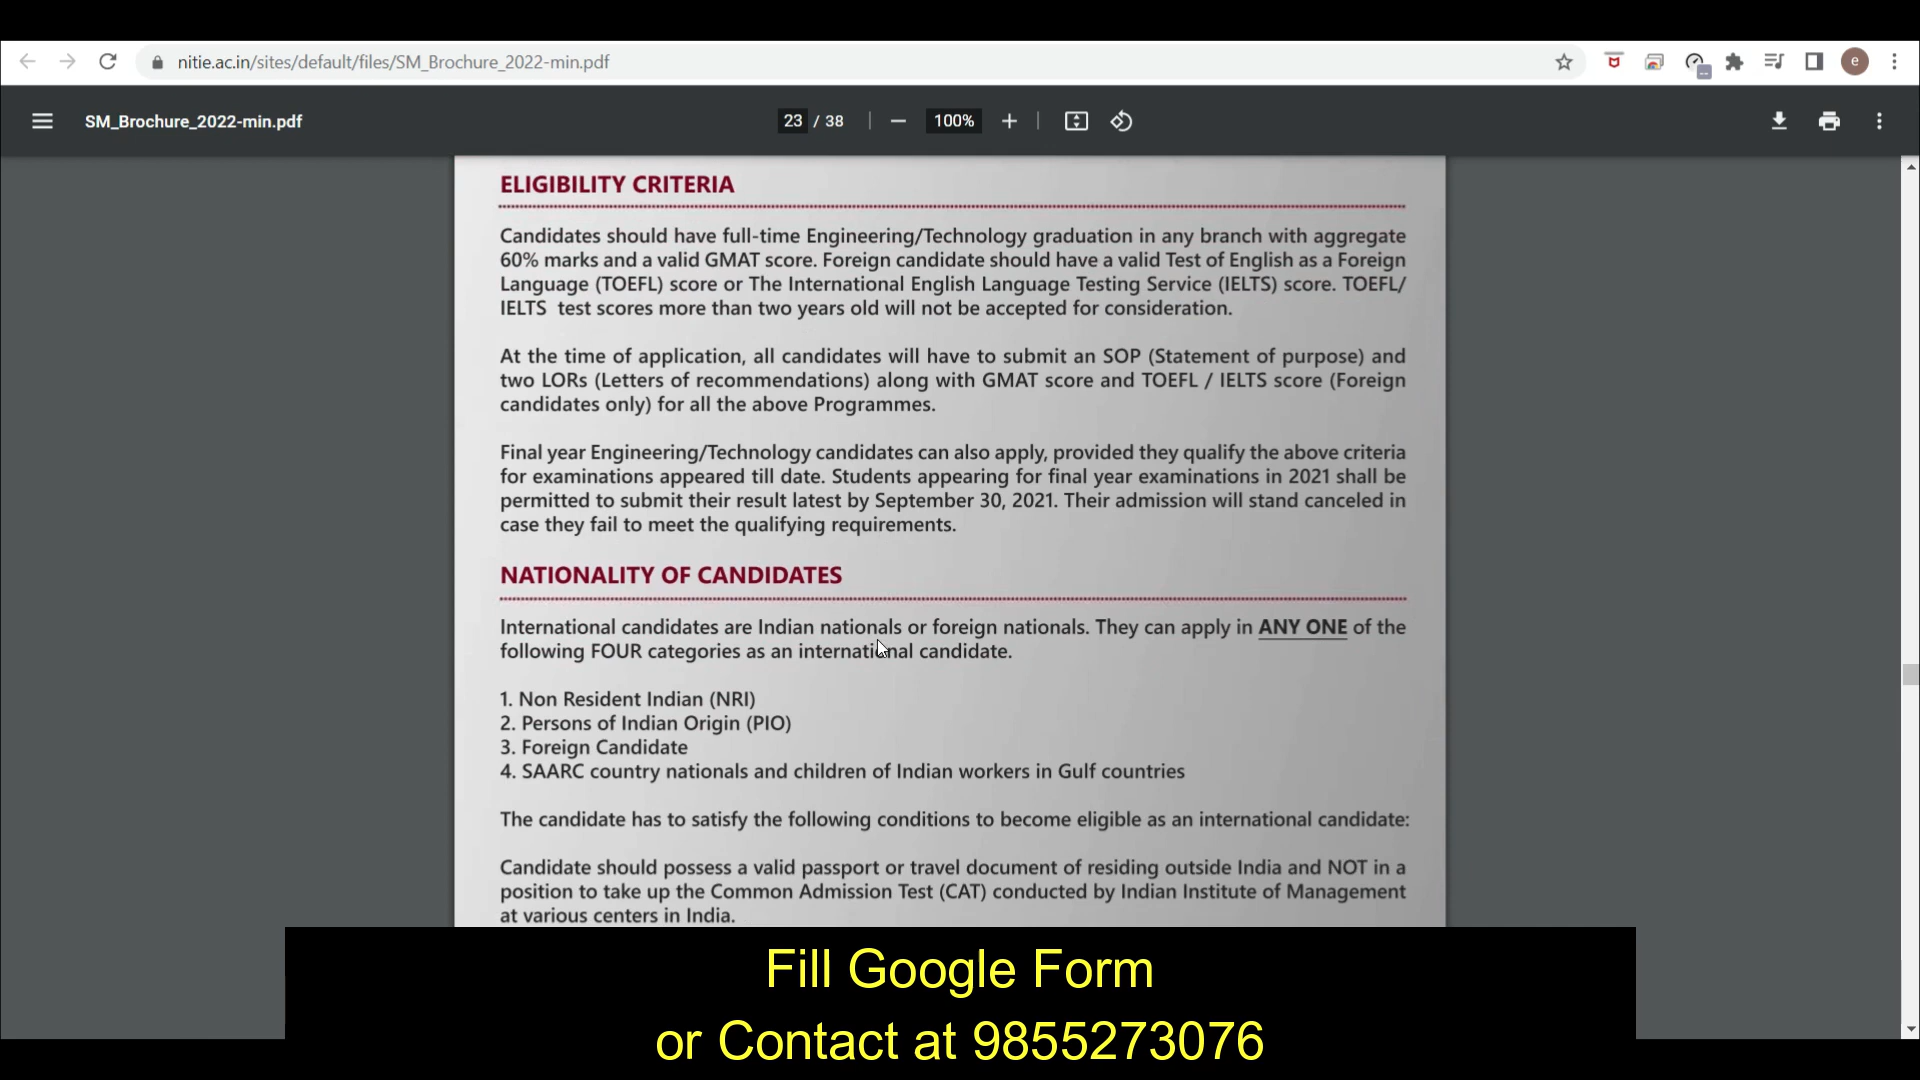 nitie.ac.in/sites/default/files/SM_Brochure_2022-min.pdf
e
SM_Brochure_2022-min.pdf
23 / 38
100%
ELIGIBILITY CRITERIA
Candidates should have full-time Engineering/Technology graduation in any branch with aggregate
60% marks and a valid GMAT score. Foreign candidate should have a valid Test of English as a Foreign
Language (TOEFL) score or The International English Language Testing Service (IELTS) score. TOEFL/
IELTS test scores more than two years old will not be accepted for consideration.
At the time of application, all candidates will have to submit an SOP (Statement of purpose) and
two LORs (Letters of recommendations) along with GMAT score and TOEFL / IELTS score (Foreign
candidates only) for all the above Programmes.
Final year Engineering/Technology candidates can also apply, provided they qualify the above criteria
for examinations appeared till date. Students appearing for final year examinations in 2021 shall be
permitted to submit their result latest by September 30, 2021. Their admission will stand canceled in
case they fail to meet the qualifying requirements.
NATIONALITY OF CANDIDATES
International candidates are Indian nationals or foreign nationals. They can apply in ANY ONE of the
following FOUR categories as an international candidate.
1. Non Resident Indian (NRI)
2. Persons of Indian Origin (PIO)
3. Foreign Candidate
4. SAARC country nationals and children of Indian workers in Gulf countries
The candidate has to satisfy the following conditions to become eligible as an international candidate:
Candidate should possess a valid passport or travel document of residing outside India and NOT in a
position to take up the Common Admission Test (CAT) conducted by Indian Institute of Management
at various centers in India.
Fill Google Form
or Contact at 9855273076